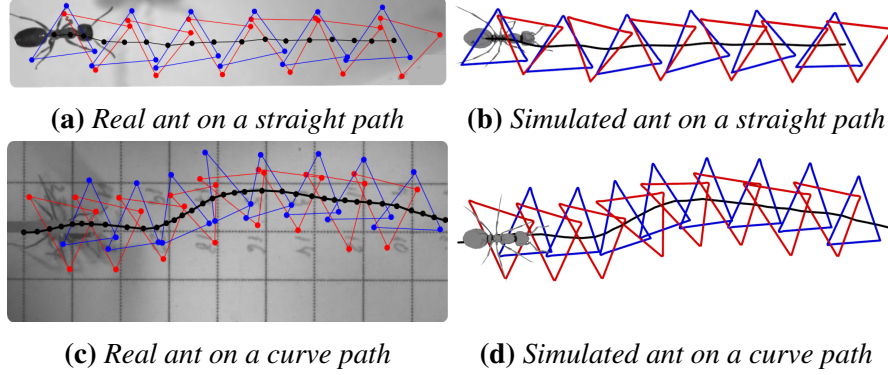 (a) Real ant on a straight path
(b) Simulated ant on a straight path
(c) Real ant on a curve path
(d) Simulated ant on a curve path